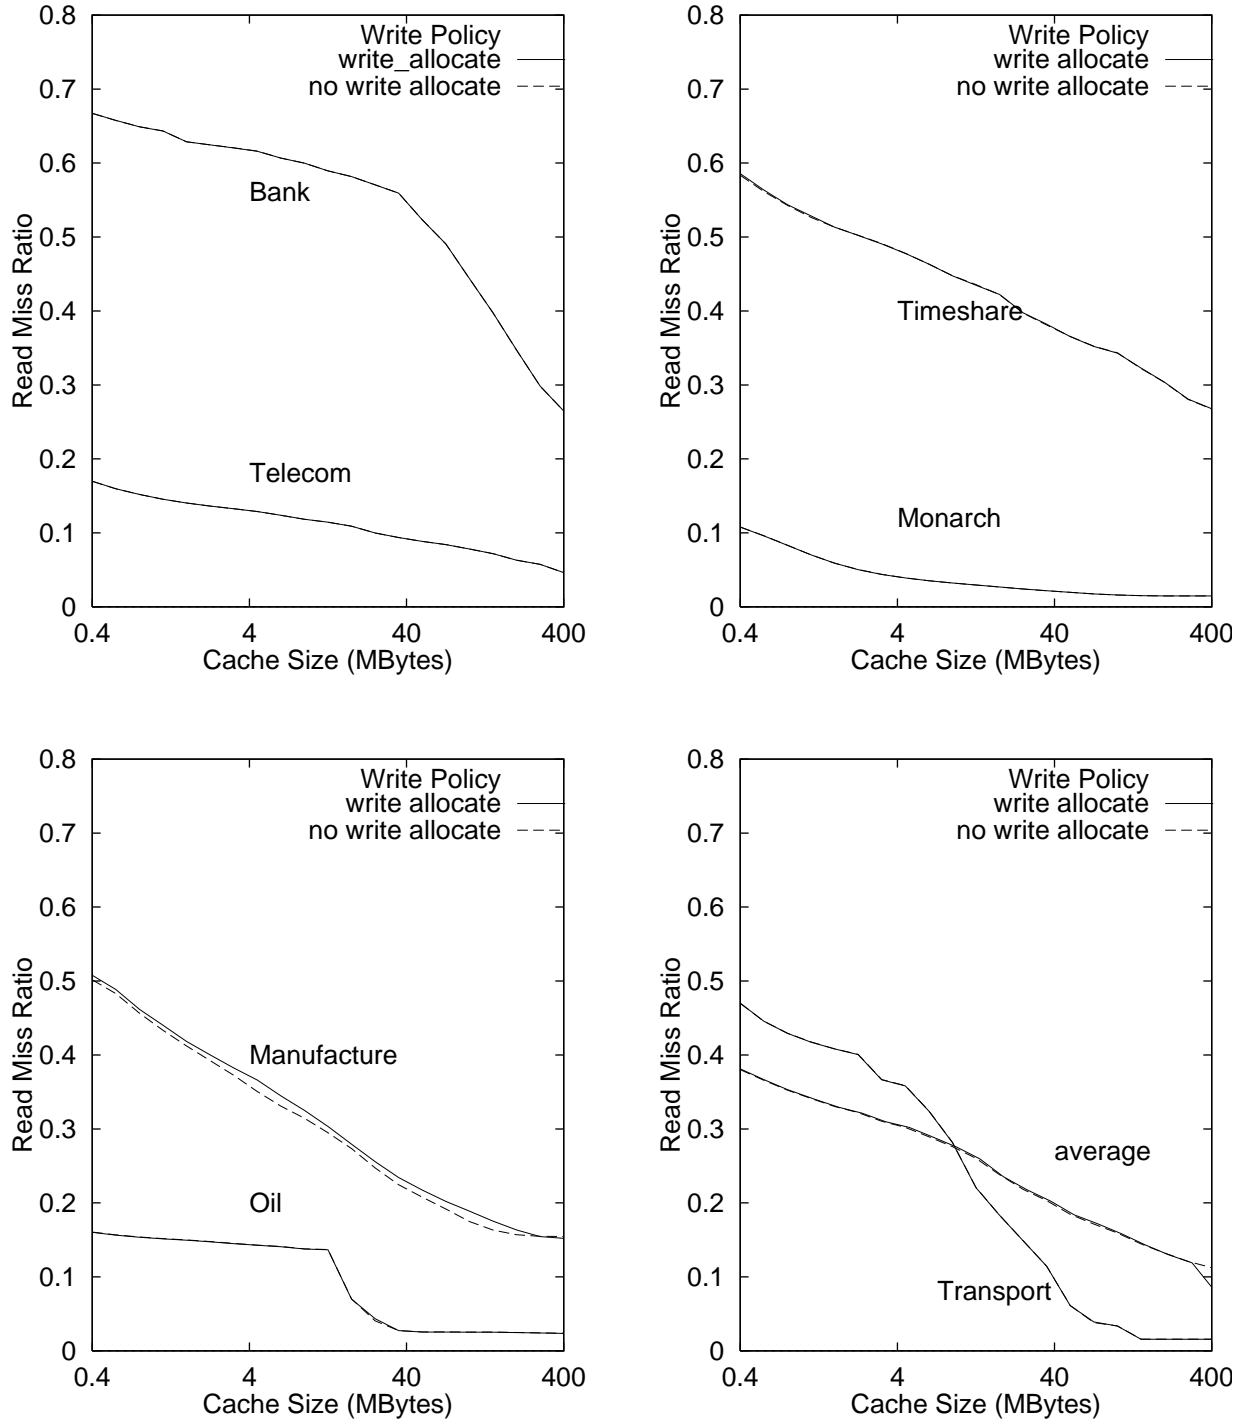 Write Policy
write_allocate
no write allocate
0.7
0.6
0.5
0.4
0.3
0.2
0.1
0
Read Miss Ratio
Bank
Telecom
0.4 4 40 400
Cache Size (MBytes)
Write Policy
write allocate
no write allocate
0.8
0.7
0.6
0.5
0.4
0.3
0.2
0.1
0
Read Miss Ratio
Timeshare
Monarch
0.4 4 40 400
Cache Size (MBytes)
0.8
Write Policy
write allocate
no write allocate
0.8
0.7
0.6
0.5
0.4
0.3
0.2
0.1
0
Read Miss Ratio
Manufacture
Oil
0.4 4 40 400
Cache Size (MBytes)
Write Policy
write allocate
no write allocate
0.8
0.7
0.6
0.5
0.4
0.3
0.2
0.1
0
Read Miss Ratio
average
Transport
0.4 4 40 400
Cache Size (MBytes)